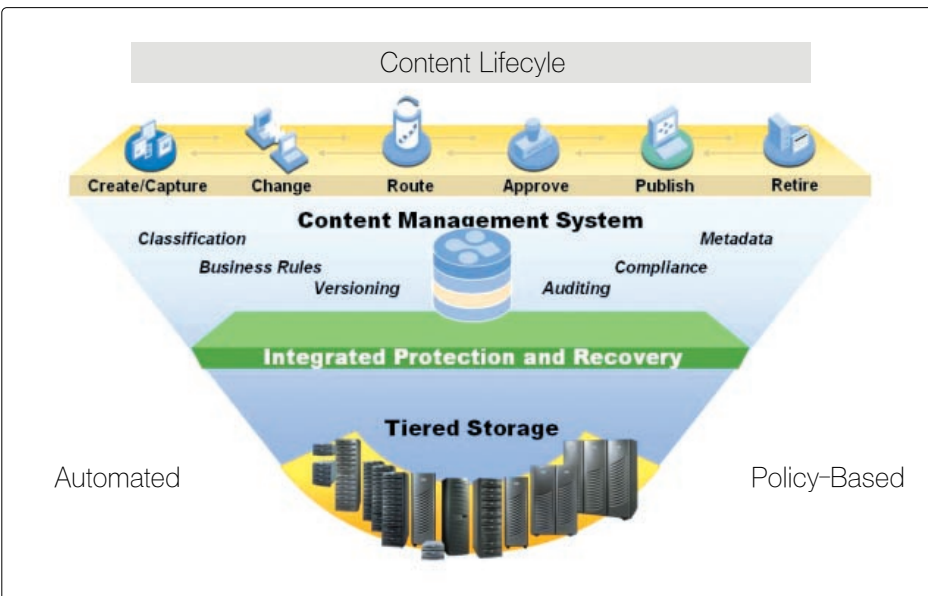 Content Lifecyle
Create/Capture Change Route Approve Publish Retire
Content Management System
Classification Metadata
Business Rules Compliance
Versioning Auditing
Integrated Protection and Recovery
Tiered Storage
Automated Policy-Based